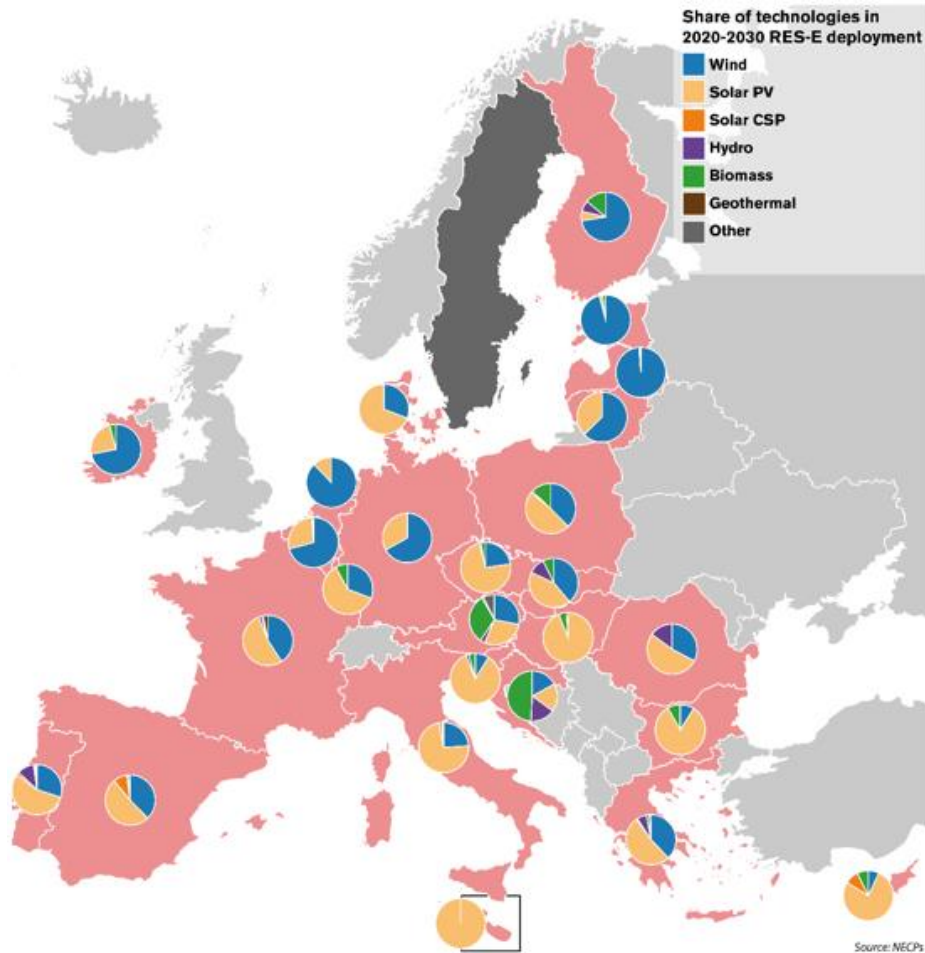 Share of technologies in
2020-2030 RES-E deployment
Wind
Solar PV
Solar CSP
Hydro
Biomass
Geothermal
Other
Source: NECPs